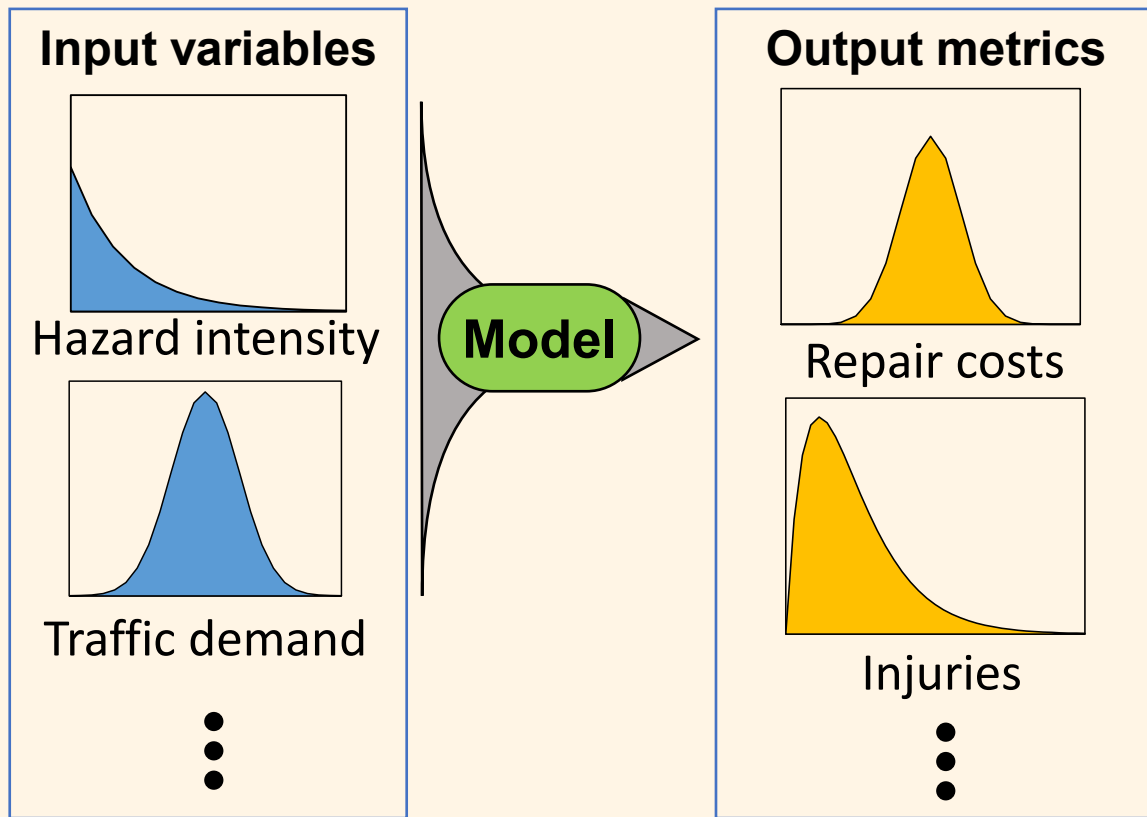 Input variables
Hazard intensity
Traffic demand
Model
Output metrics
Repair costs
Injuries